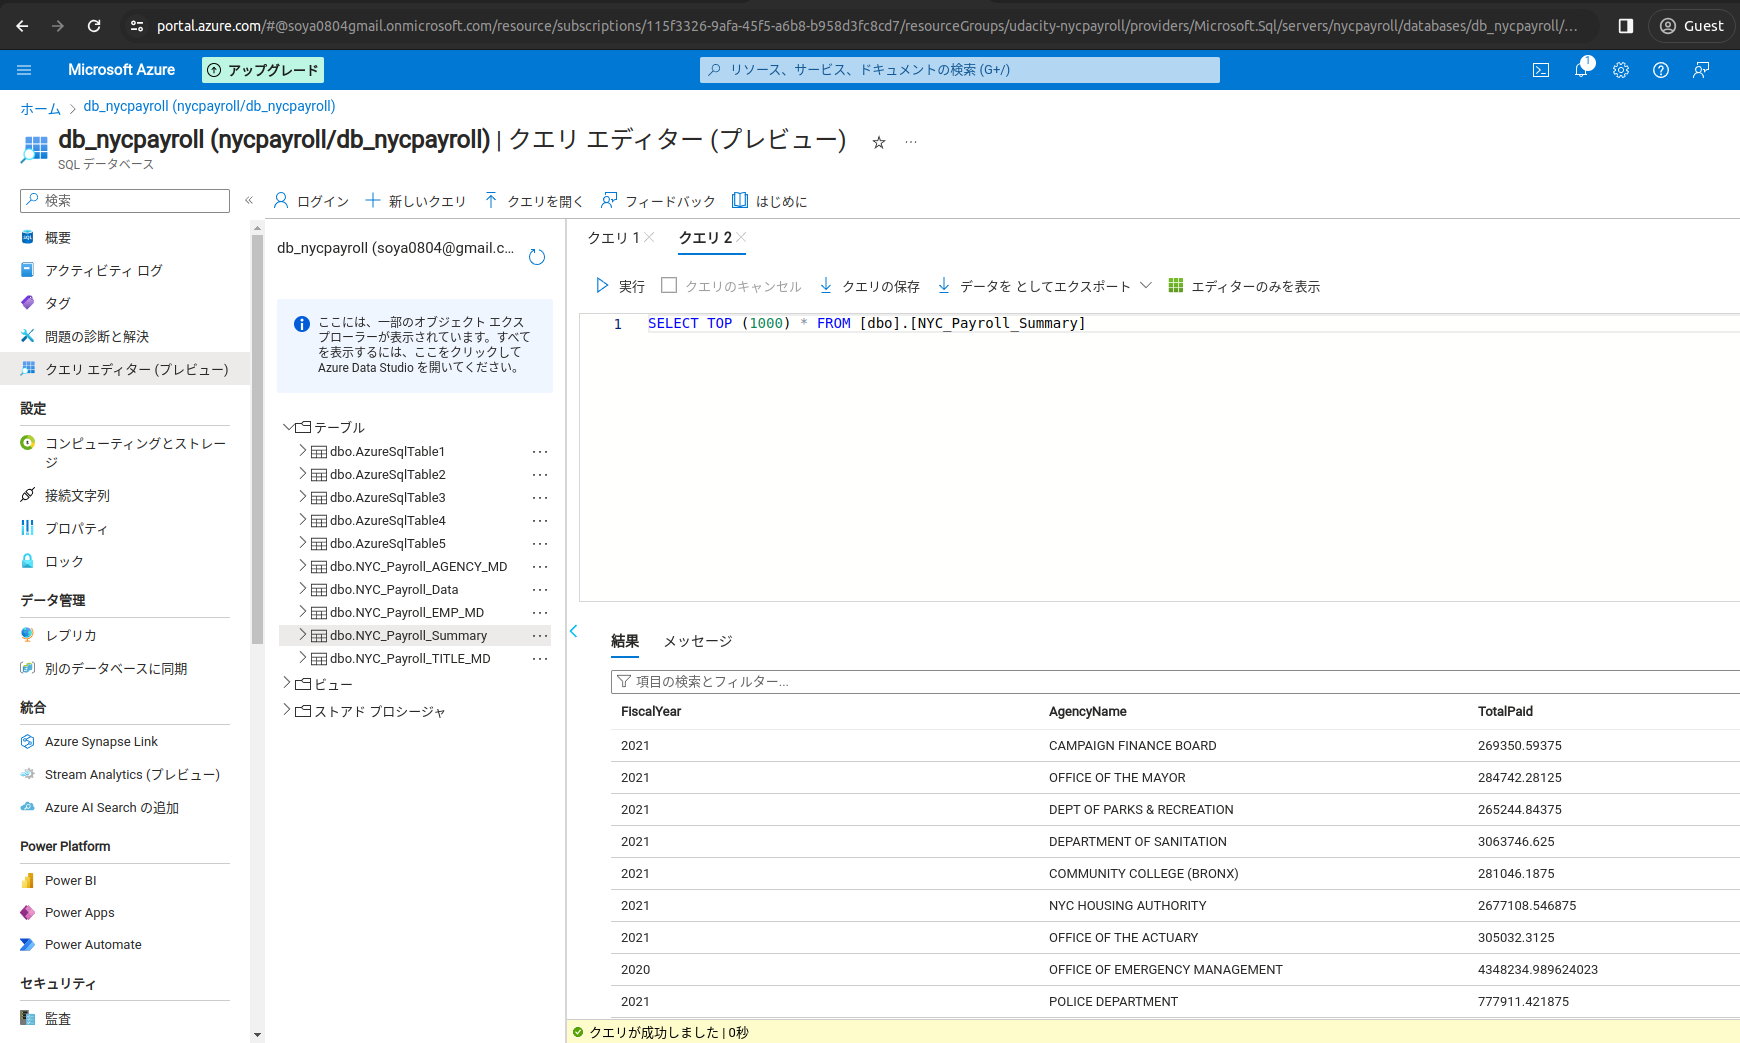 portal.azure.com/#@soya0804gmail.onmicrosoft.com/resource/subscriptions/115f3326-9afa-45f5-a6b8-b958d3fc8cd7/resourceGroups/udacity-nycpayroll/providers/Microsoft.Sql/servers/nycpayroll/databases/db_nycpayroll/...
Guest
Microsoft Azure
アップグレード
リソース、サービス、ドキュメントの検索 (G+/)
1
ホーム
db_nycpayroll (nycpayroll/db_nycpayroll)
db_nycpayroll (nycpayroll/db_nycpayroll) | クエリ エディター (プレビュー)
SQL データベース
検索
概要
アクティビティ ログ
タグ
問題の診断と解決
クエリ エディター (プレビュー)
設定
コンピューティングとストレー
ジ
接続文字列
プロパティ
ロック
データ管理
レプリカ
別のデータベースに同期
統合
Azure Synapse Link
Stream Analytics (プレビュー)
Azure AI Search の追加
Power Platform
Power BI
Power Apps
Power Automate
セキュリティ
監査
ログイン
新しいクエリ
クエリを開く
フィードバック
はじめに
db_nycpayroll (soya0804@gmail.c...
ここには、一部のオブジェクト エクス
プローラーが表示されています。すべて
を表示するには、ここをクリックして
Azure Data Studio を開いてください。
テーブル
dbo.AzureSqlTable1
dbo.AzureSqlTable2
dbo.AzureSqlTable3
dbo.AzureSqlTable4
dbo.AzureSqlTable5
dbo.NYC_Payroll_AGENCY_MD
dbo.NYC_Payroll_Data
dbo.NYC_Payroll_EMP_MD
dbo.NYC_Payroll_Summary
dbo.NYC_Payroll_TITLE_MD
ビュー
ストアド プロシージャ
クエリ 1
クエリ 2
実行
クエリのキャンセル
クエリの保存
データを としてエクスポート
エディターのみを表示
1 SELECT TOP (1000) * FROM [dbo].[NYC_Payroll_Summary]
結果
メッセージ
項目の検索とフィルター...
FiscalYear AgencyName TotalPaid
2021 CAMPAIGN FINANCE BOARD 269350.59375
2021 OFFICE OF THE MAYOR 284742.28125
2021 DEPT OF PARKS & RECREATION 265244.84375
2021 DEPARTMENT OF SANITATION 3063746.625
2021 COMMUNITY COLLEGE (BRONX) 281046.1875
2021 NYC HOUSING AUTHORITY 2677108.546875
2021 OFFICE OF THE ACTUARY 305032.3125
2020 OFFICE OF EMERGENCY MANAGEMENT 4348234.989624023
2021 POLICE DEPARTMENT 777911.421875
クエリが成功しました | 0秒